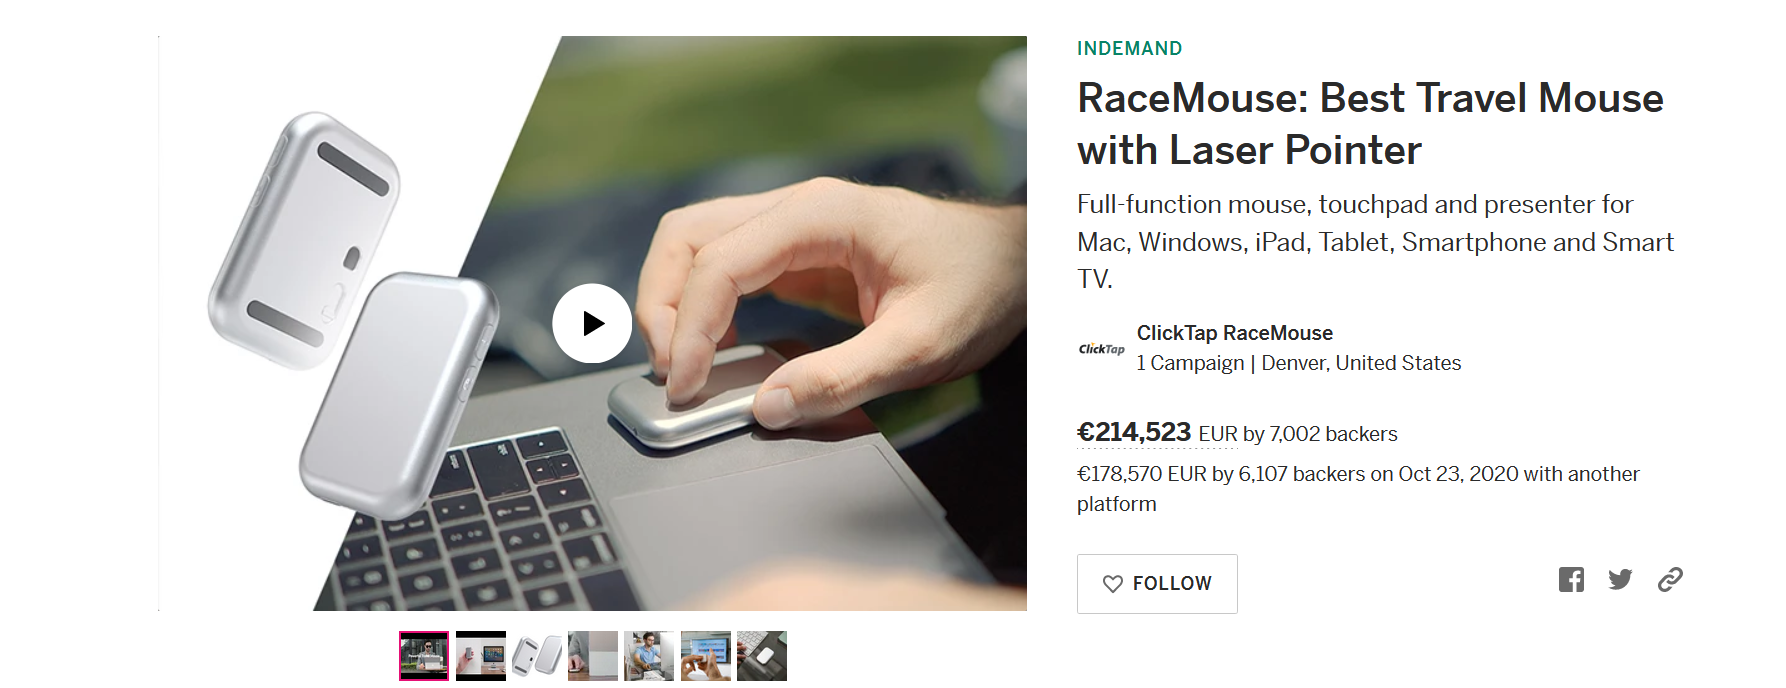 INDEMAND
RaceMouse: Best Travel Mouse
with Laser Pointer
Full-function mouse, touchpad and presenter for
Mac, Windows, iPad, Tablet, Smartphone and Smart
TV.
ClickTap
ClickTap RaceMouse
1 Campaign | Denver, United States
€214,523 EUR by 7,002 backers
€178,570 EUR by 6,107 backers on Oct 23, 2020 with another
platform
FOLLOW